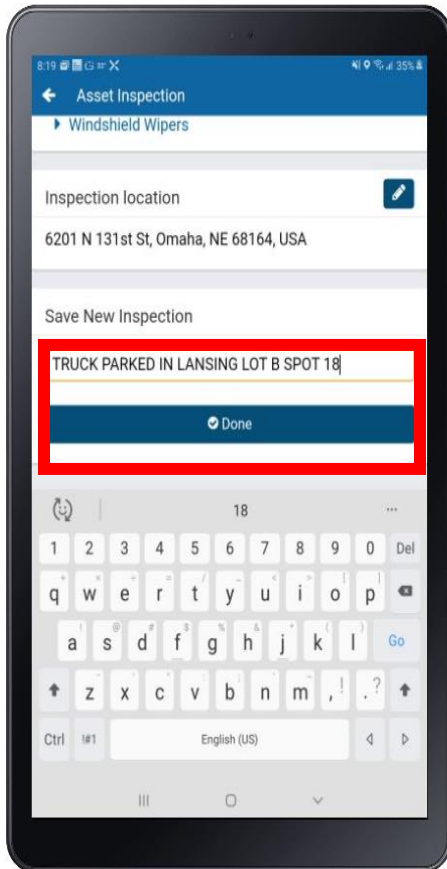 8:19 35%
Asset Inspection
Windshield Wipers
Inspection location
6201 N 131st St, Omaha, NE 68164, USA
Save New Inspection
TRUCK PARKED IN LANSING LOT B SPOT 18
Done
18 ...
1 2 3 4 5 6 7 8 9 0 Del
q w e r t y u i o p
a s d f g h j k l Go
z x c v b n m , ! . ?
Ctrl !#1 English (US)